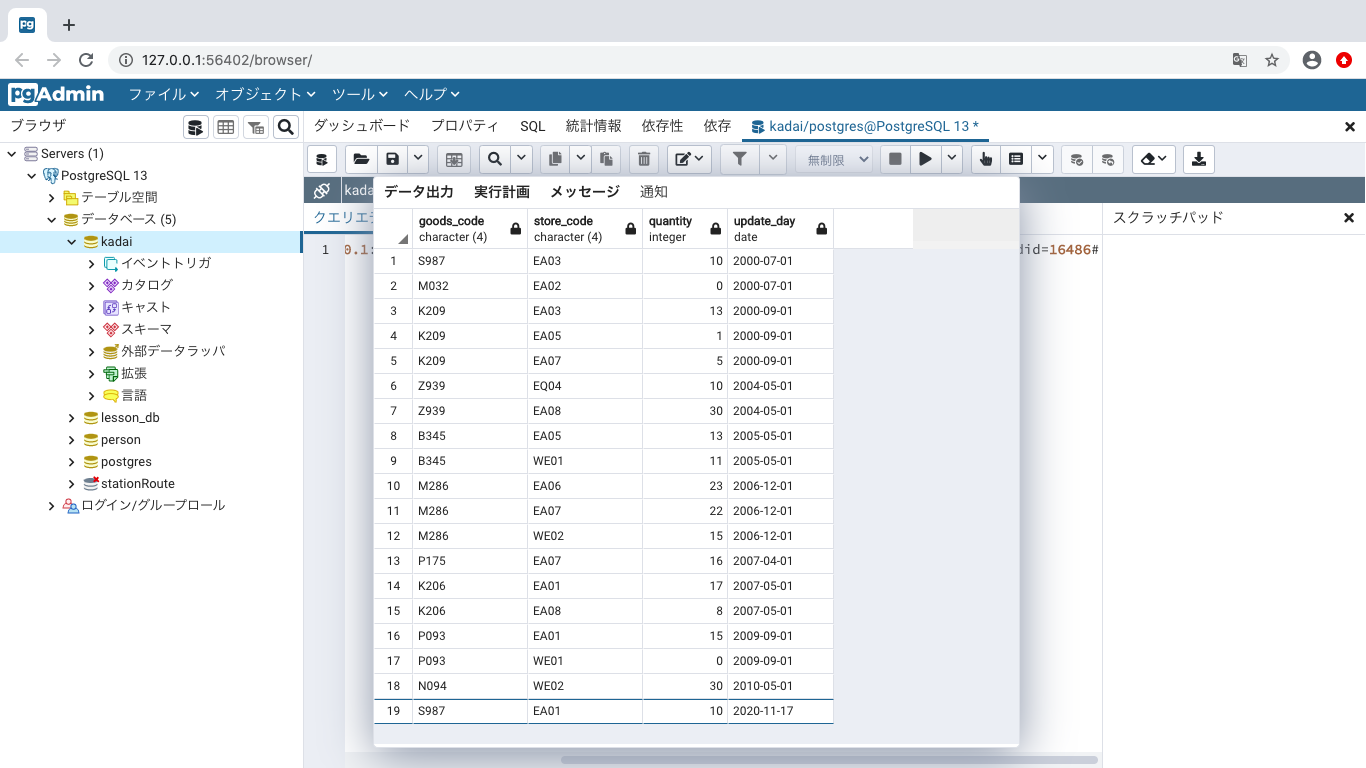 pg
127.0.0.1:56402/browser/
pgAdmin ファイル オブジェクト ツール ヘルプ
ブラウザ
ダッシュボード プロパティ SQL 統計情報 依存性 依存 kadai/postgres@PostgreSQL 13 *
Servers (1)
PostgreSQL 13
テーブル空間
データベース (5)
kadai
イベントトリガ
カタログ
キャスト
スキーマ
外部データラッパ
拡張
言語
lesson_db
person
postgres
stationRoute
ログイン/グループロール
無制限
kada
クエリエデ
スクラッチパッド
1 0.1: did=16486#
データ出力 実行計画 メッセージ 通知
goods_code store_code quantity update_day
character (4) character (4) integer date
1 S987 EA03 10 2000-07-01
2 M032 EA02 0 2000-07-01
3 K209 EA03 13 2000-09-01
4 K209 EA05 1 2000-09-01
5 K209 EA07 5 2000-09-01
6 Z939 EQ04 10 2004-05-01
7 Z939 EA08 30 2004-05-01
8 B345 EA05 13 2005-05-01
9 B345 WE01 11 2005-05-01
10 M286 EA06 23 2006-12-01
11 M286 EA07 22 2006-12-01
12 M286 WE02 15 2006-12-01
13 P175 EA07 16 2007-04-01
14 K206 EA01 17 2007-05-01
15 K206 EA08 8 2007-05-01
16 P093 EA01 15 2009-09-01
17 P093 WE01 0 2009-09-01
18 N094 WE02 30 2010-05-01
19 S987 EA01 10 2020-11-17